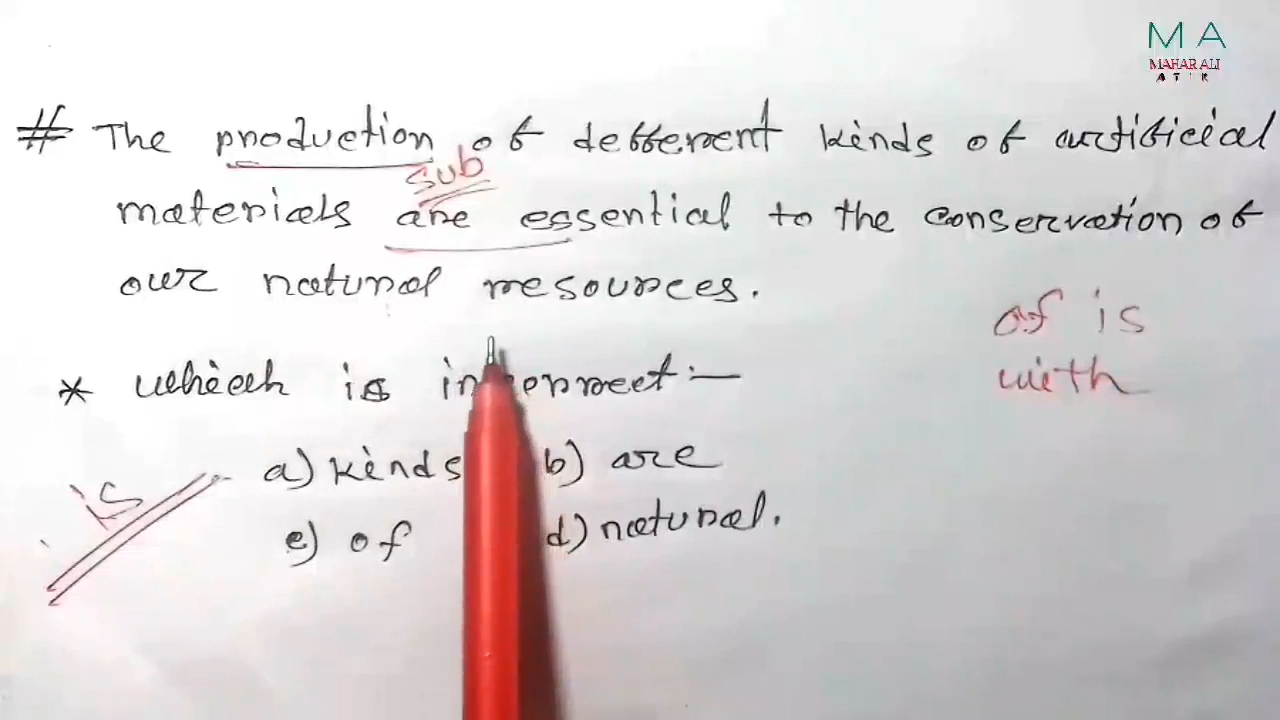 MA
MAHAR ALI
ATIK
# The production of different kinds of artificial
sub
materials are essential to the conservation of
our natural resources.
of is
with
* which is incorrect:—
is
a) kinds b) are
c) of d) natural.